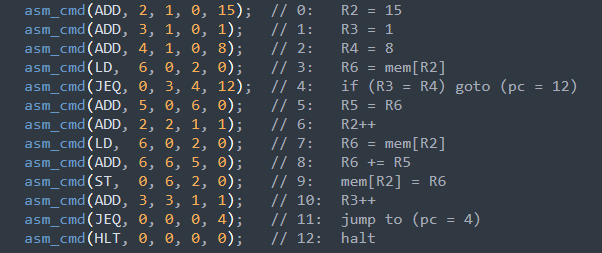 asm_cmd(ADD, 2, 1, 0, 15);  // 0:   R2 = 15
asm_cmd(ADD, 3, 1, 0, 1);   // 1:   R3 = 1
asm_cmd(ADD, 4, 1, 0, 8);   // 2:   R4 = 8
asm_cmd(LD,  6, 0, 2, 0);   // 3:   R6 = mem[R2]
asm_cmd(JEQ, 0, 3, 4, 12);  // 4:   if (R3 = R4) goto (pc = 12)
asm_cmd(ADD, 5, 0, 6, 0);   // 5:   R5 = R6
asm_cmd(ADD, 2, 2, 1, 1);   // 6:   R2++
asm_cmd(LD,  6, 0, 2, 0);   // 7:   R6 = mem[R2]
asm_cmd(ADD, 6, 6, 5, 0);   // 8:   R6 += R5
asm_cmd(ST,  0, 6, 2, 0);   // 9:   mem[R2] = R6
asm_cmd(ADD, 3, 3, 1, 1);   // 10:  R3++
asm_cmd(JEQ, 0, 0, 0, 4);   // 11:  jump to (pc = 4)
asm_cmd(HLT, 0, 0, 0, 0);   // 12:  halt